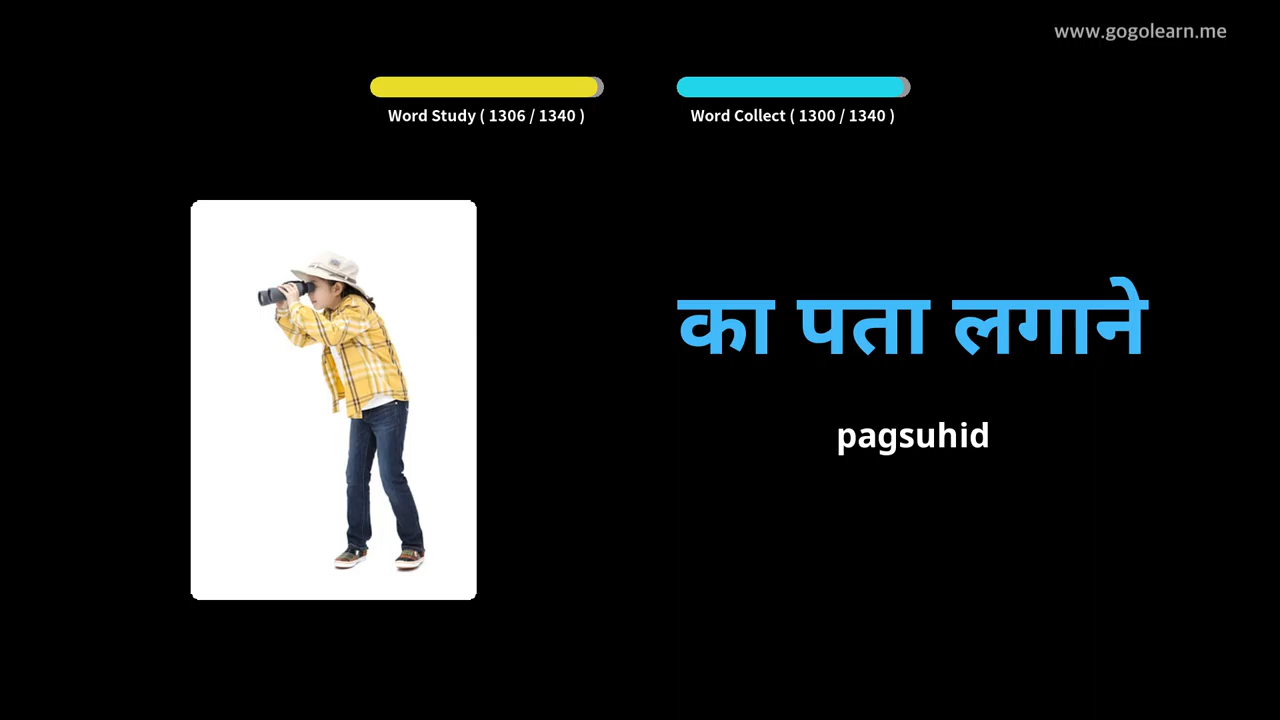 www.gogolearn.me
Word Study ( 1306 / 1340 )
Word Collect ( 1300 / 1340 )
का पता लगाने
pagsuhid